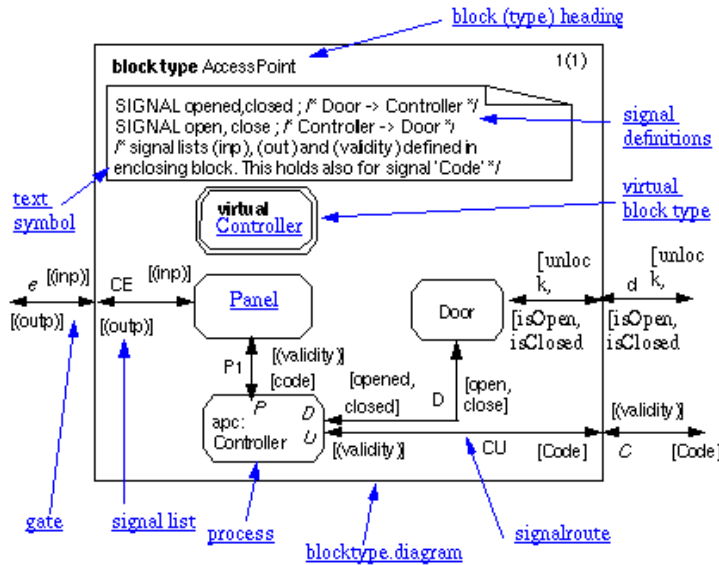 block (type) heading
block type AccessPoint
1(1)
SIGNAL opened,closed ; /* Door -> Controller */
SIGNAL open, close ; /* Controller -> Door */
/* signal lists (inp), (out) and (validity) defined in
enclosing block. This holds also for signal 'Code' */
signal
definitions
text
symbol
virtual
Controller
virtual
block type
e
[(inp)]
CE
[(inp)]
[(outp)]
[(outp)]
Panel
Door
[unloc
k,
d
[unloc
k,
[isOpen,
isClosed
[isOpen,
isClosed
P1
[(validity)]
[code]
[opened,
closed]
D
[open,
close]
P
D
U
apc:
Controller
[(validity)]
CU
[Code]
[(validity)]
C
[Code]
gate
signal list
process
blocktype.diagram
signalroute